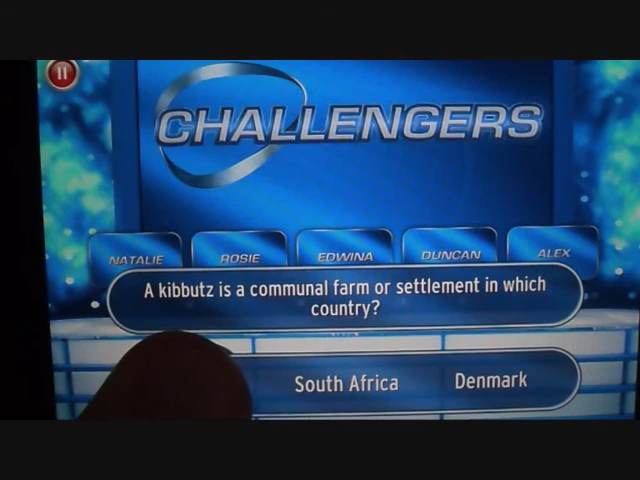 CHALLENGERS
NATALIE
ROSIE
EDWINA
DUNCAN
ALEX
A kibbutz is a communal farm or settlement in which
country?
South Africa
Denmark